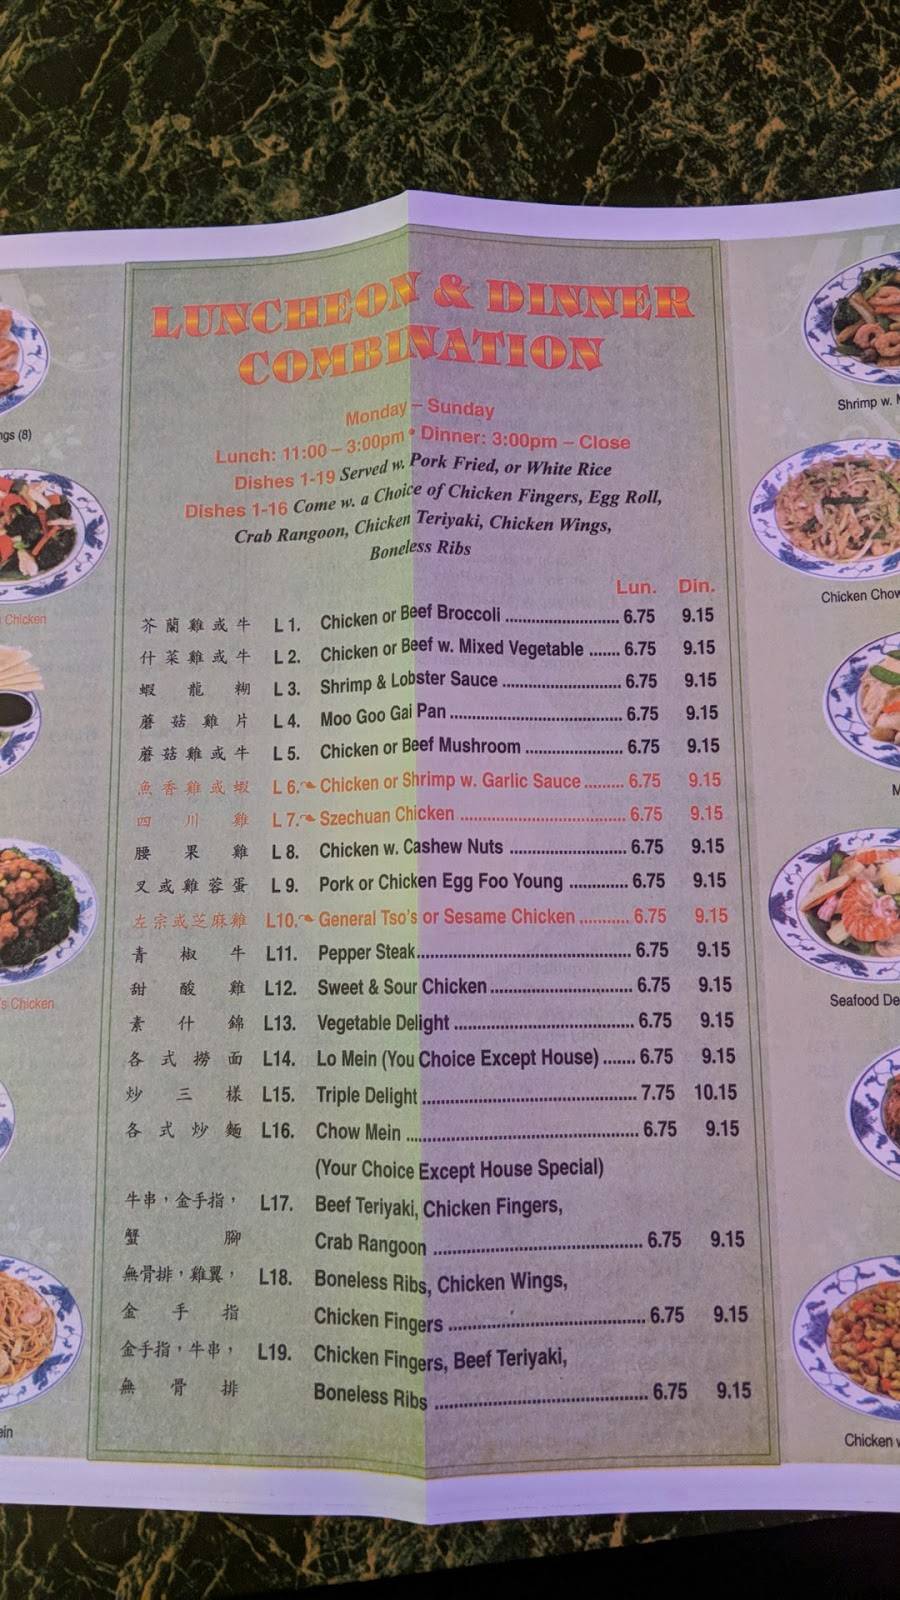 LUNCHEON & DINNER
COMBINATION
Monday – Sunday
Lunch: 11:00 – 3:00pm • Dinner: 3:00pm – Close
Dishes 1-19 Served w. Pork Fried, or White Rice
Dishes 1-16 Come w. a Choice of Chicken Fingers, Egg Roll,
Crab Rangoon, Chicken Teriyaki, Chicken Wings,
Boneless Ribs
Lun. Din.
芥蘭雞或牛 L 1. Chicken or Beef Broccoli ........................... 6.75 9.15
什菜雞或牛 L 2. Chicken or Beef w. Mixed Vegetable ....... 6.75 9.15
蝦龍糊 L 3. Shrimp & Lobster Sauce ............................ 6.75 9.15
蘑菇雞片 L 4. Moo Goo Gai Pan ......................................... 6.75 9.15
蘑菇雞或牛 L 5. Chicken or Beef Mushroom ....................... 6.75 9.15
魚香雞或蝦 L 6. Chicken or Shrimp w. Garlic Sauce ......... 6.75 9.15
四川雞 L 7. Szechuan Chicken ....................................... 6.75 9.15
腰果雞 L 8. Chicken w. Cashew Nuts ........................... 6.75 9.15
叉或雞蓉蛋 L 9. Pork or Chicken Egg Foo Young .............. 6.75 9.15
左宗或芝麻雞 L10. General Tso's or Sesame Chicken ........... 6.75 9.15
青椒牛 L11. Pepper Steak................................................... 6.75 9.15
甜酸雞 L12. Sweet & Sour Chicken.................................. 6.75 9.15
素什錦 L13. Vegetable Delight .......................................... 6.75 9.15
各式撈面 L14. Lo Mein (You Choice Except House) ....... 6.75 9.15
炒三樣 L15. Triple Delight ................................................... 7.75 10.15
各式炒麵 L16. Chow Mein ...................................................... 6.75 9.15
(Your Choice Except House Special)
牛串，金手指， L17. Beef Teriyaki, Chicken Fingers,
蟹腳 Crab Rangoon ................................................. 6.75 9.15
無骨排，雞翼， L18. Boneless Ribs, Chicken Wings,
金手指 Chicken Fingers .............................................. 6.75 9.15
金手指，牛串， L19. Chicken Fingers, Beef Teriyaki,
無骨排 Boneless Ribs .................................................. 6.75 9.15
ngs (8)
Chicken
's Chicken
ein
Shrimp w.
Chicken Chow
M
Seafood De
Chicken